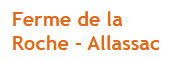 Ferme de la
Roche - Allassac